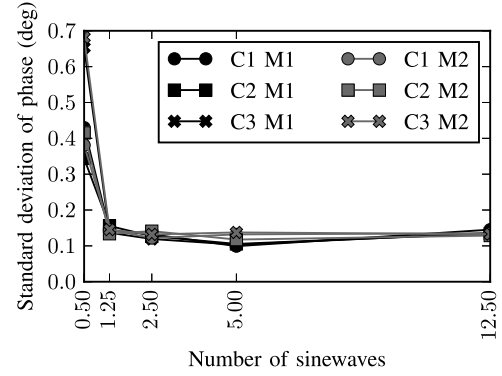 Standard deviation of phase (deg)
0.7
0.6
0.5
0.4
0.3
0.2
0.1
0.0
C1 M1
C2 M1
C3 M1
C1 M2
C2 M2
C3 M2
0.50
1.25
2.50
5.00
12.50
Number of sinewaves